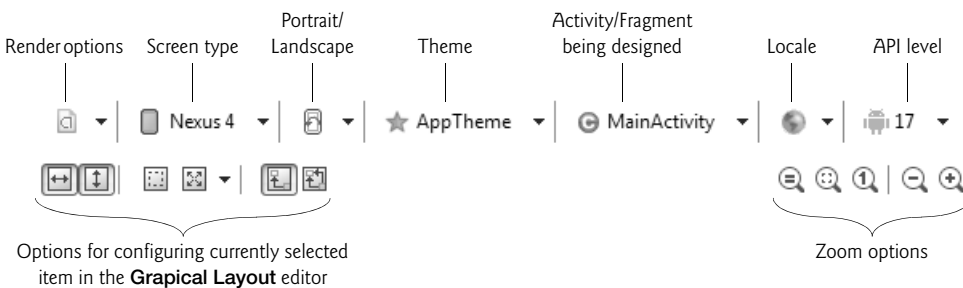 Portrait/ Activity/Fragment
Render options Screen type Landscape Theme being designed Locale API level
Nexus 4 AppTheme MainActivity 17
1
Options for configuring currently selected Zoom options
item in the Grapical Layout editor